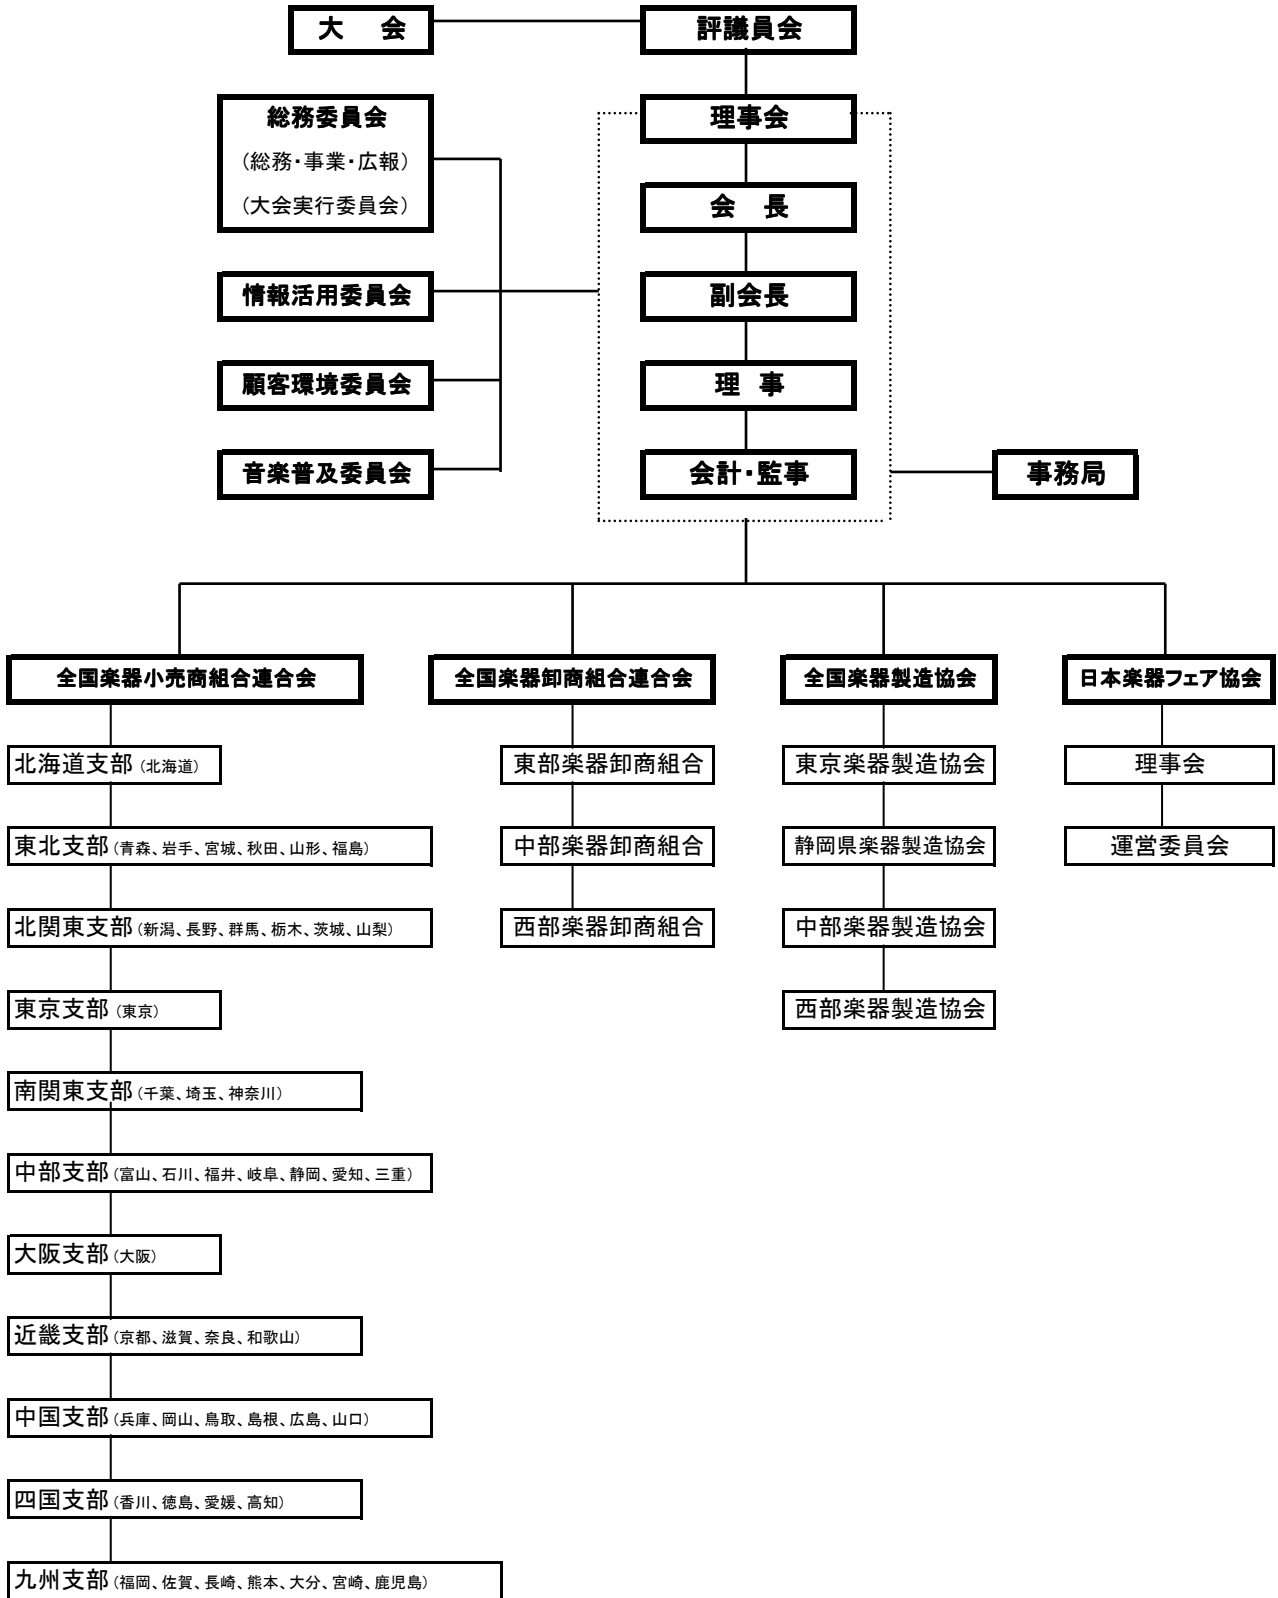 大　会
評議員会
総務委員会
（総務・事業・広報）
（大会実行委員会）
情報活用委員会
顧客環境委員会
音楽普及委員会
理事会
会　長
副会長
理　事
会計・監事
事務局
全国楽器小売商組合連合会
北海道支部（北海道）
東北支部（青森、岩手、宮城、秋田、山形、福島）
北関東支部（新潟、長野、群馬、栃木、茨城、山梨）
東京支部（東京）
南関東支部（千葉、埼玉、神奈川）
中部支部（富山、石川、福井、岐阜、静岡、愛知、三重）
大阪支部（大阪）
近畿支部（京都、滋賀、奈良、和歌山）
中国支部（兵庫、岡山、鳥取、島根、広島、山口）
四国支部（香川、徳島、愛媛、高知）
九州支部（福岡、佐賀、長崎、熊本、大分、宮崎、鹿児島）
全国楽器卸商組合連合会
東部楽器卸商組合
中部楽器卸商組合
西部楽器卸商組合
全国楽器製造協会
東京楽器製造協会
静岡県楽器製造協会
中部楽器製造協会
西部楽器製造協会
日本楽器フェア協会
理事会
運営委員会